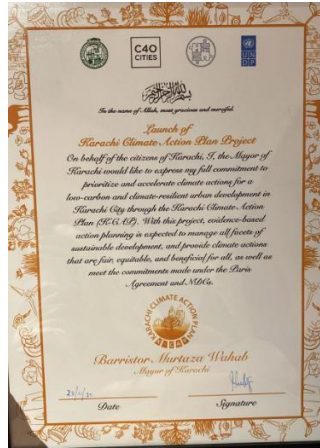 C40
CITIES
U N
D P
بسم الله الرحمن الرحيم
In the name of Allah, most gracious and merciful.
Launch of
Karachi Climate Action Plan Project
On behalf of the citizens of Karachi, I, the Mayor of
Karachi would like to express my full commitment to
prioritize and accelerate climate actions for a
low-carbon and climate-resilient urban development in
Karachi City through the Karachi Climate Action
Plan (K-CAP). With this project, evidence-based
action planning is expected to manage all facets of
sustainable development, and provide climate actions
that are fair, equitable, and beneficial for all, as well as
meet the commitments made under the Paris
Agreement and NDCs.
KARACHI CLIMATE ACTION PLAN
Barristor Murtaza Wahab
Mayor of Karachi
Date
Signature